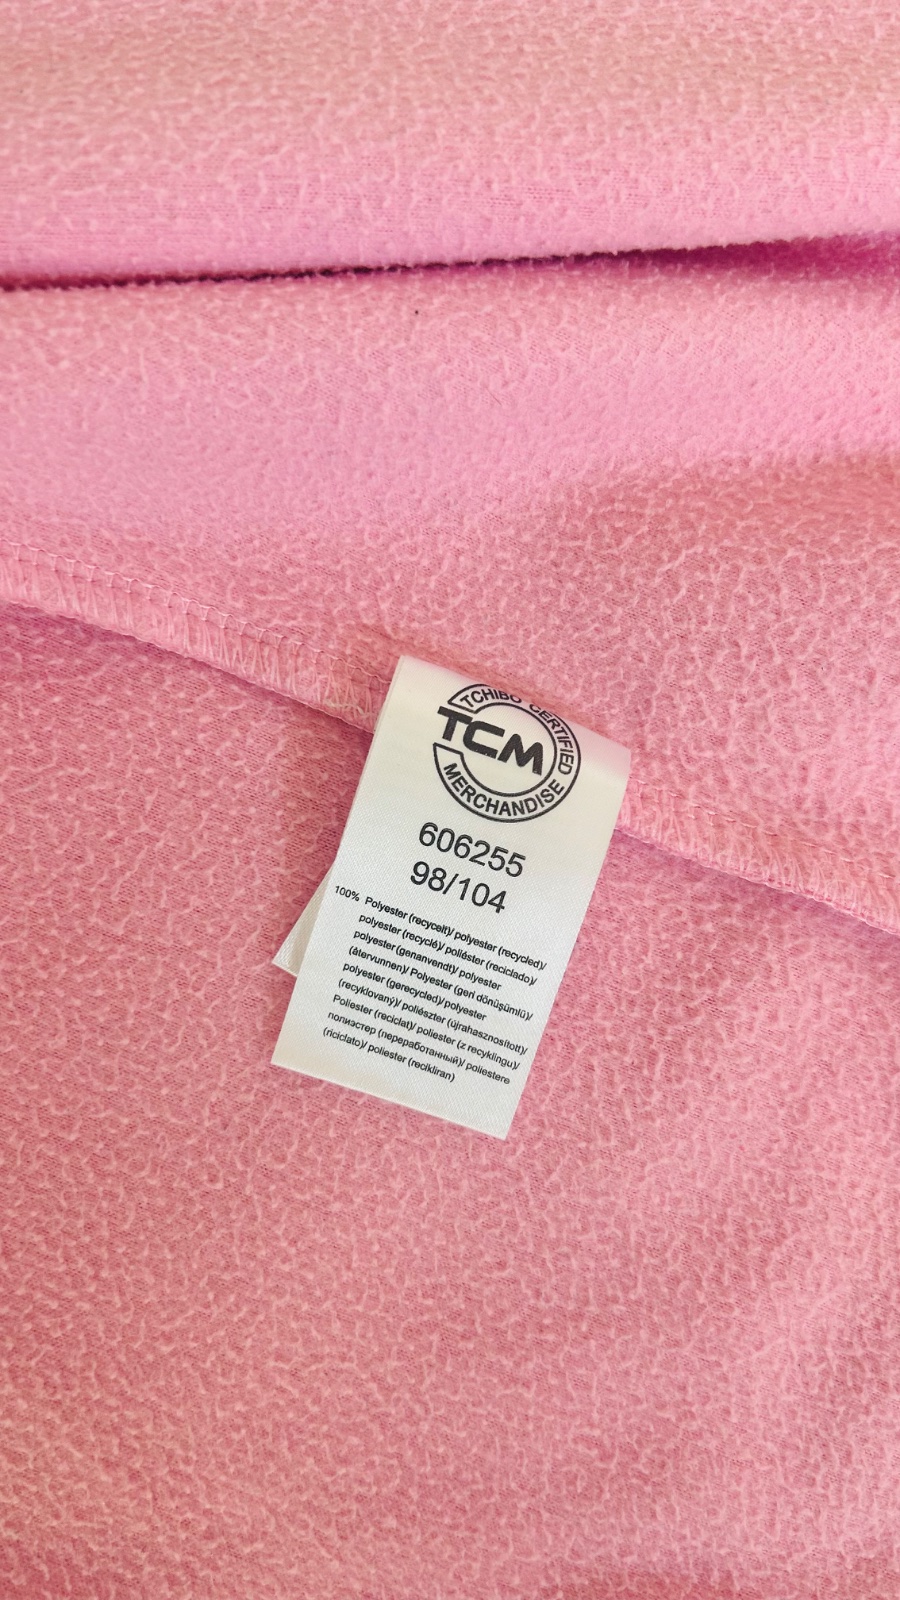 TCHIBO CERTIFIED
TCM
MERCHANDISE
606255
98/104
100% Polyester (recycelt)/ polyester (recycled)/
polyester (recyclé)/ poliéster (reciclado)/
polyester (genanvendt)/ polyester
(återvunnen)/ Polyester (geri dönüşümlü)/
polyester (gerecycled)/polyester
(recyklovaný)/ poliészter (újrahasznosított)/
Poliester (reciclat)/ poliester (z recyklingu)/
полиэстер (переработанный)/ poliestere
(riciclato)/ poliester (recikliran)